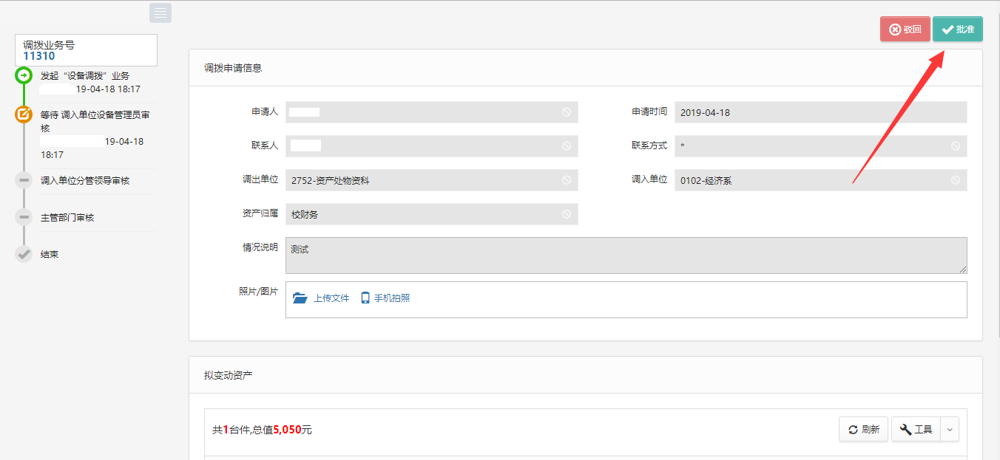 驳回
批准
调拨业务号
11310
发起“设备调拨”业务
19-04-18 18:17
等待 调入单位设备管理员审
核
19-04-18
18:17
调入单位分管领导审核
主管部门审核
结束
调拨申请信息
申请人
申请时间 2019-04-18
联系人
联系方式 *
调出单位 2752-资产处物资科
调入单位 0102-经济系
资产归属 校财务
情况说明 测试
照片/图片 上传文件 手机拍照
拟变动资产
共1台件,总值5,050元
刷新 工具